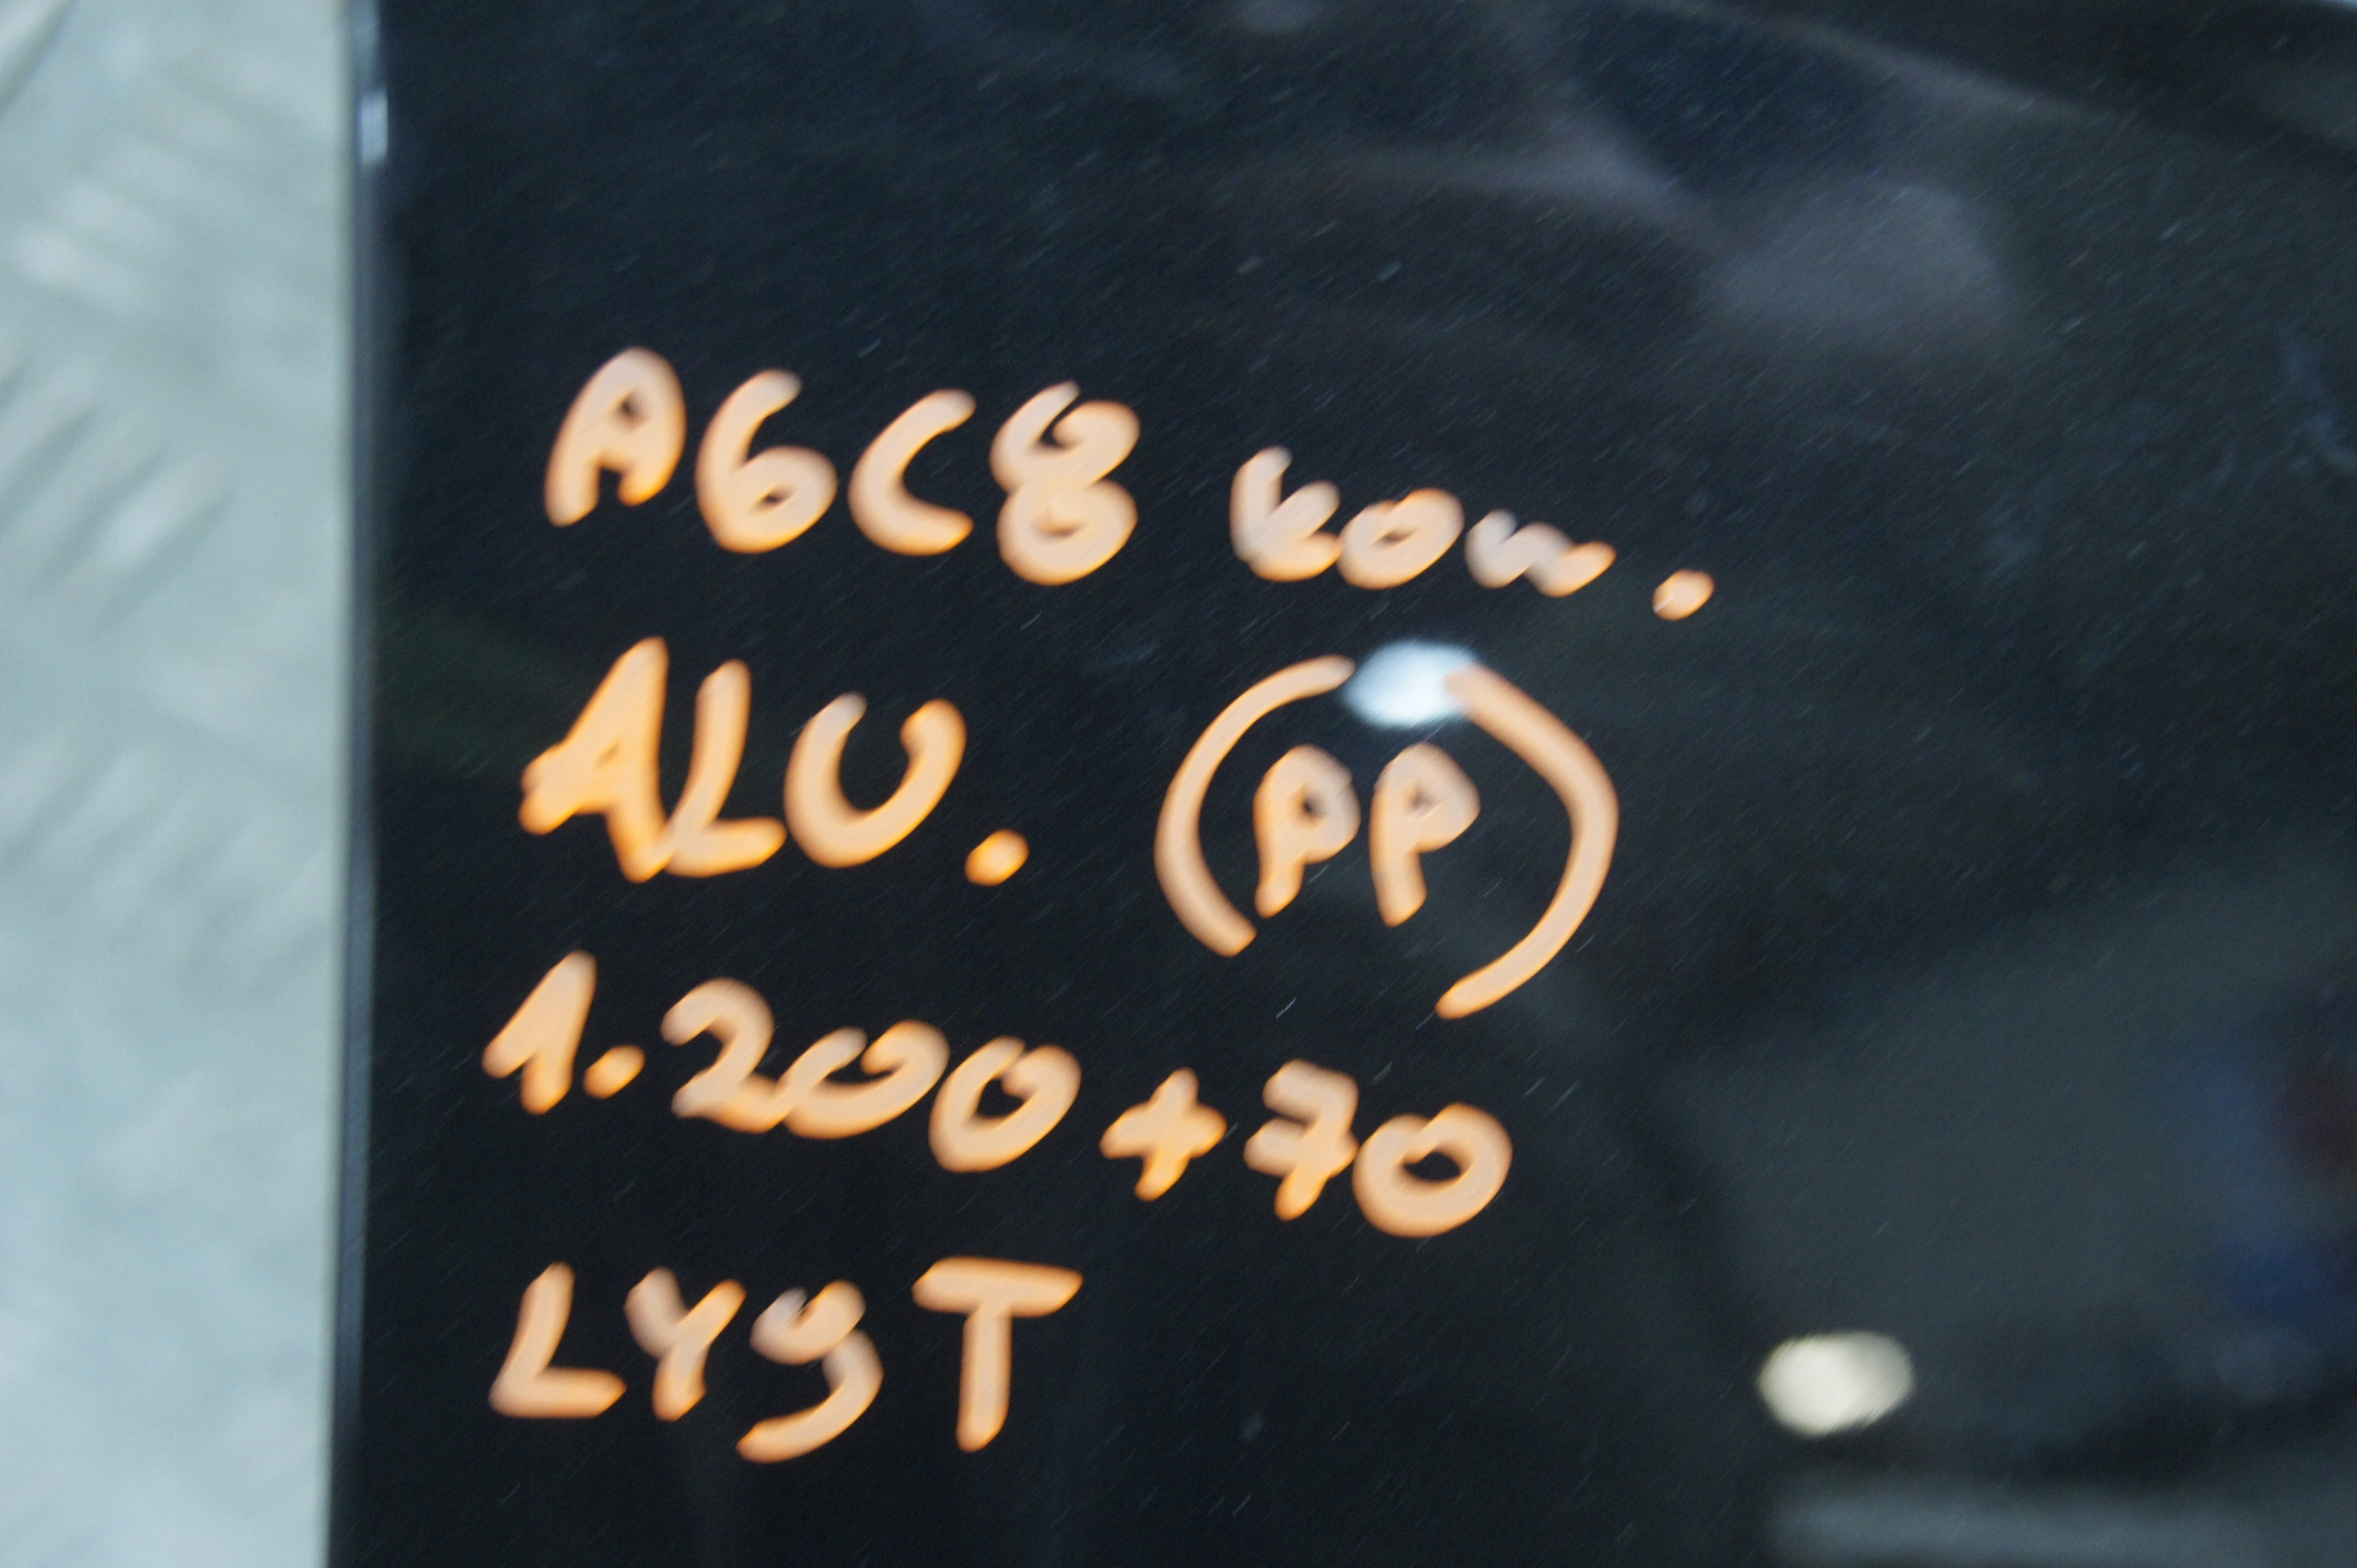 A6C8 kom.
ALU. (PP)
1.200+70
LY9T